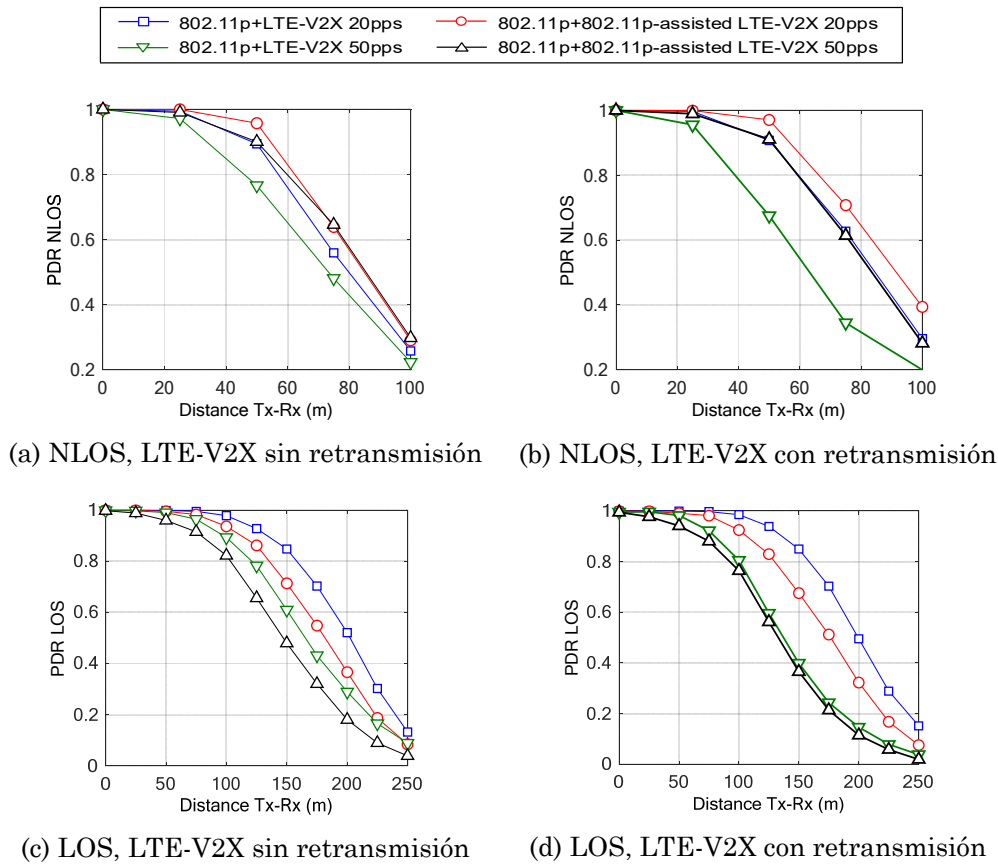 802.11p+LTE-V2X 20pps
802.11p+802.11p-assisted LTE-V2X 20pps
802.11p+LTE-V2X 50pps
802.11p+802.11p-assisted LTE-V2X 50pps
1
0.8
0.6
0.4
0.2
PDR NLOS
0 20 40 60 80 100
Distance Tx-Rx (m)
(a) NLOS, LTE-V2X sin retransmisión
1
0.8
0.6
0.4
0.2
PDR NLOS
0 20 40 60 80 100
Distance Tx-Rx (m)
(b) NLOS, LTE-V2X con retransmisión
1
0.8
0.6
0.4
0.2
0
PDR LOS
0 50 100 150 200 250
Distance Tx-Rx (m)
(c) LOS, LTE-V2X sin retransmisión
1
0.8
0.6
0.4
0.2
0
PDR LOS
0 50 100 150 200 250
Distance Tx-Rx (m)
(d) LOS, LTE-V2X con retransmisión